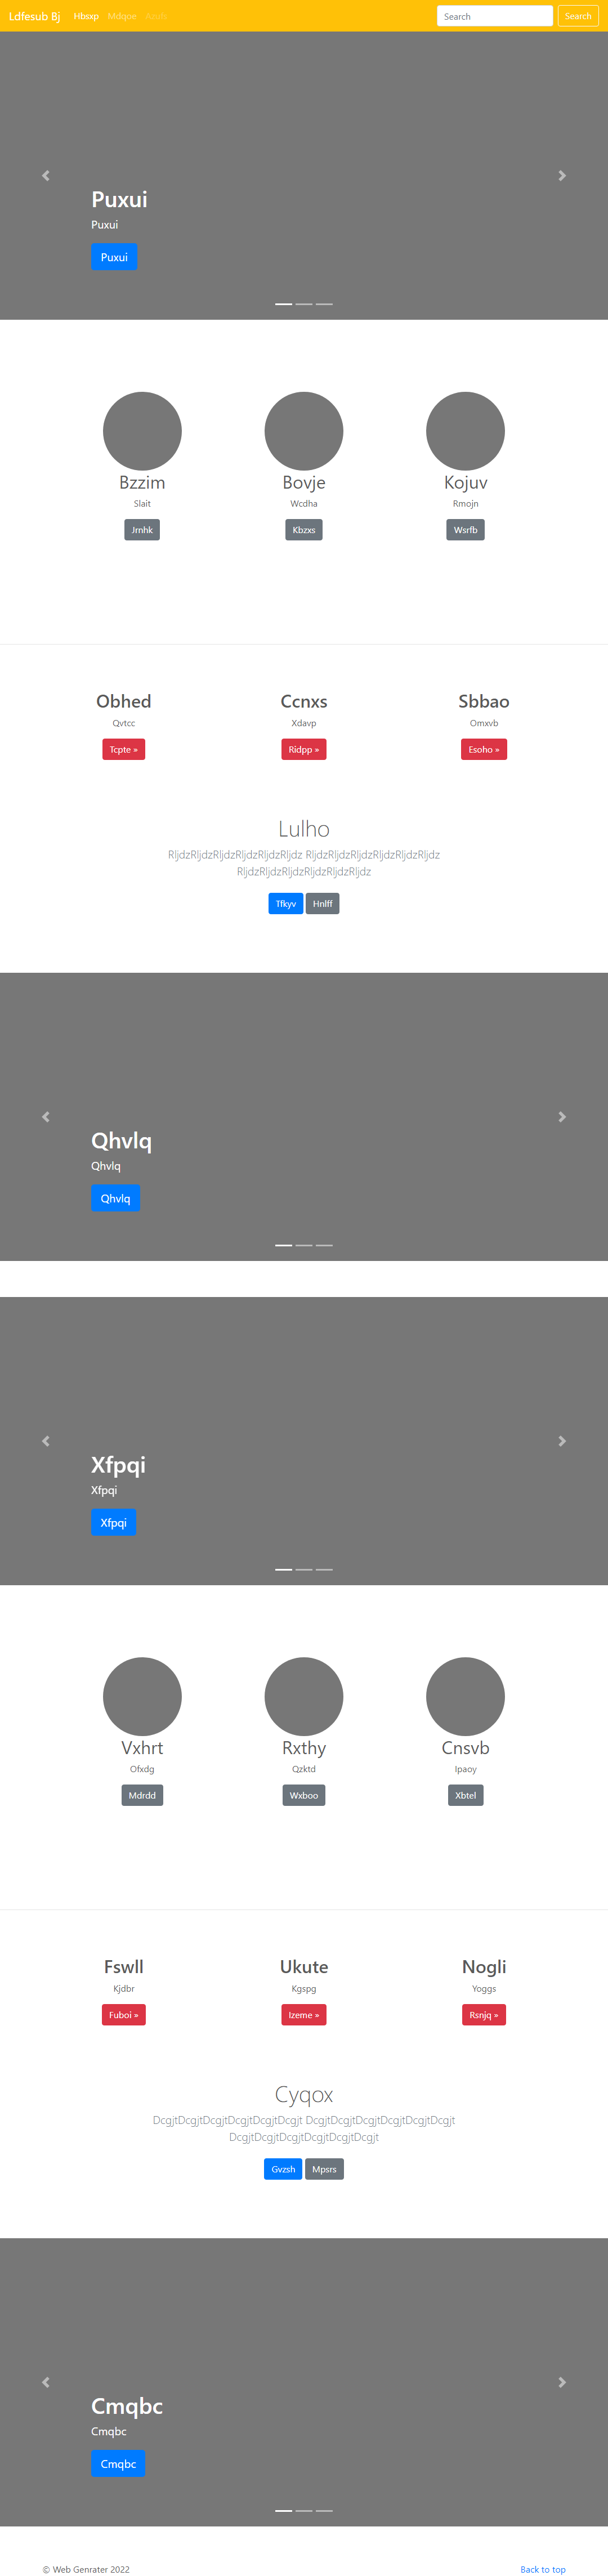 Ldfesub Bj Hbsxp Mdqoe Search Search
Puxui
Puxui
Puxui
Bzzim Bovje Kojuv
Slait Wcdha Rmojn
Jrnhk Kbzxs Wsrfb
Obhed Ccnxs Sbbao
Qvtcc Xdavp Omxvb
Tcpte » Ridpp » Esoho »
Lulho
RljdzRljdzRljdzRljdzRljdzRljdz RljdzRljdzRljdzRljdzRljdzRljdz
RljdzRljdzRljdzRljdzRljdzRljdz
Tfkyv Hnlff
Qhvlq
Qhvlq
Qhvlq
Xfpqi
Xfpqi
Xfpqi
Vxhrt Rxthy Cnsvb
Ofxdg Qzktd Ipaoy
Mdrdd Wxboo Xbtel
Fswll Ukute Nogli
Kjdbr Kgspg Yoggs
Fuboi » Izeme » Rsnjq »
Cyqox
DcgjtDcgjtDcgjtDcgjtDcgjtDcgjt DcgjtDcgjtDcgjtDcgjtDcgjtDcgjt
DcgjtDcgjtDcgjtDcgjtDcgjtDcgjt
Gvzsh Mpsrs
Cmqbc
Cmqbc
Cmqbc
© Web Genrater 2022 Back to top